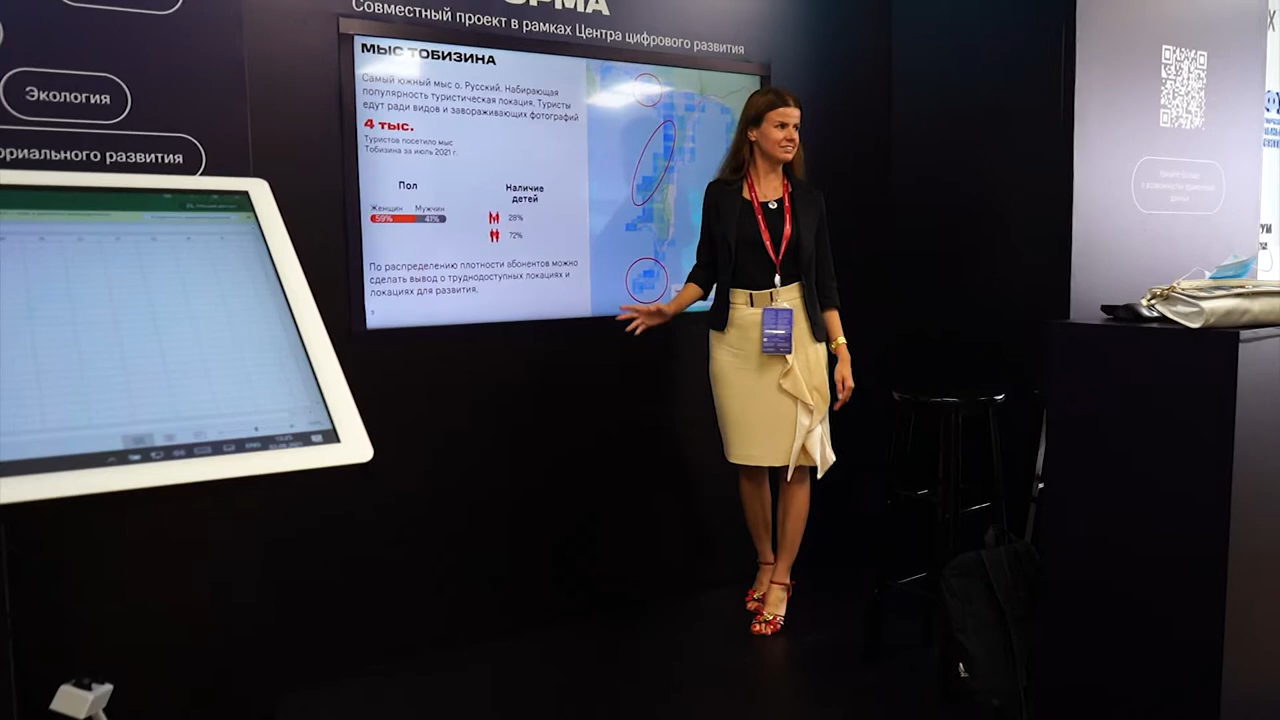 Совместный проект в рамках Центра цифрового развития
Экология
ориального развития
МЫС ТОБИЗИНА
Самый южный мыс о. Русский. Набирающая
популярность туристическая локация. Туристы
едут ради видов и завораживающих фотографий
4 тыс.
Туристов посетило мыс
Тобизина за июль 2021 г.
Пол
Женщин Мужчин
59% 41%
Наличие
детей
28%
72%
По распределению плотности абонентов можно
сделать вывод о труднодоступных локациях и
локациях для развития.
3